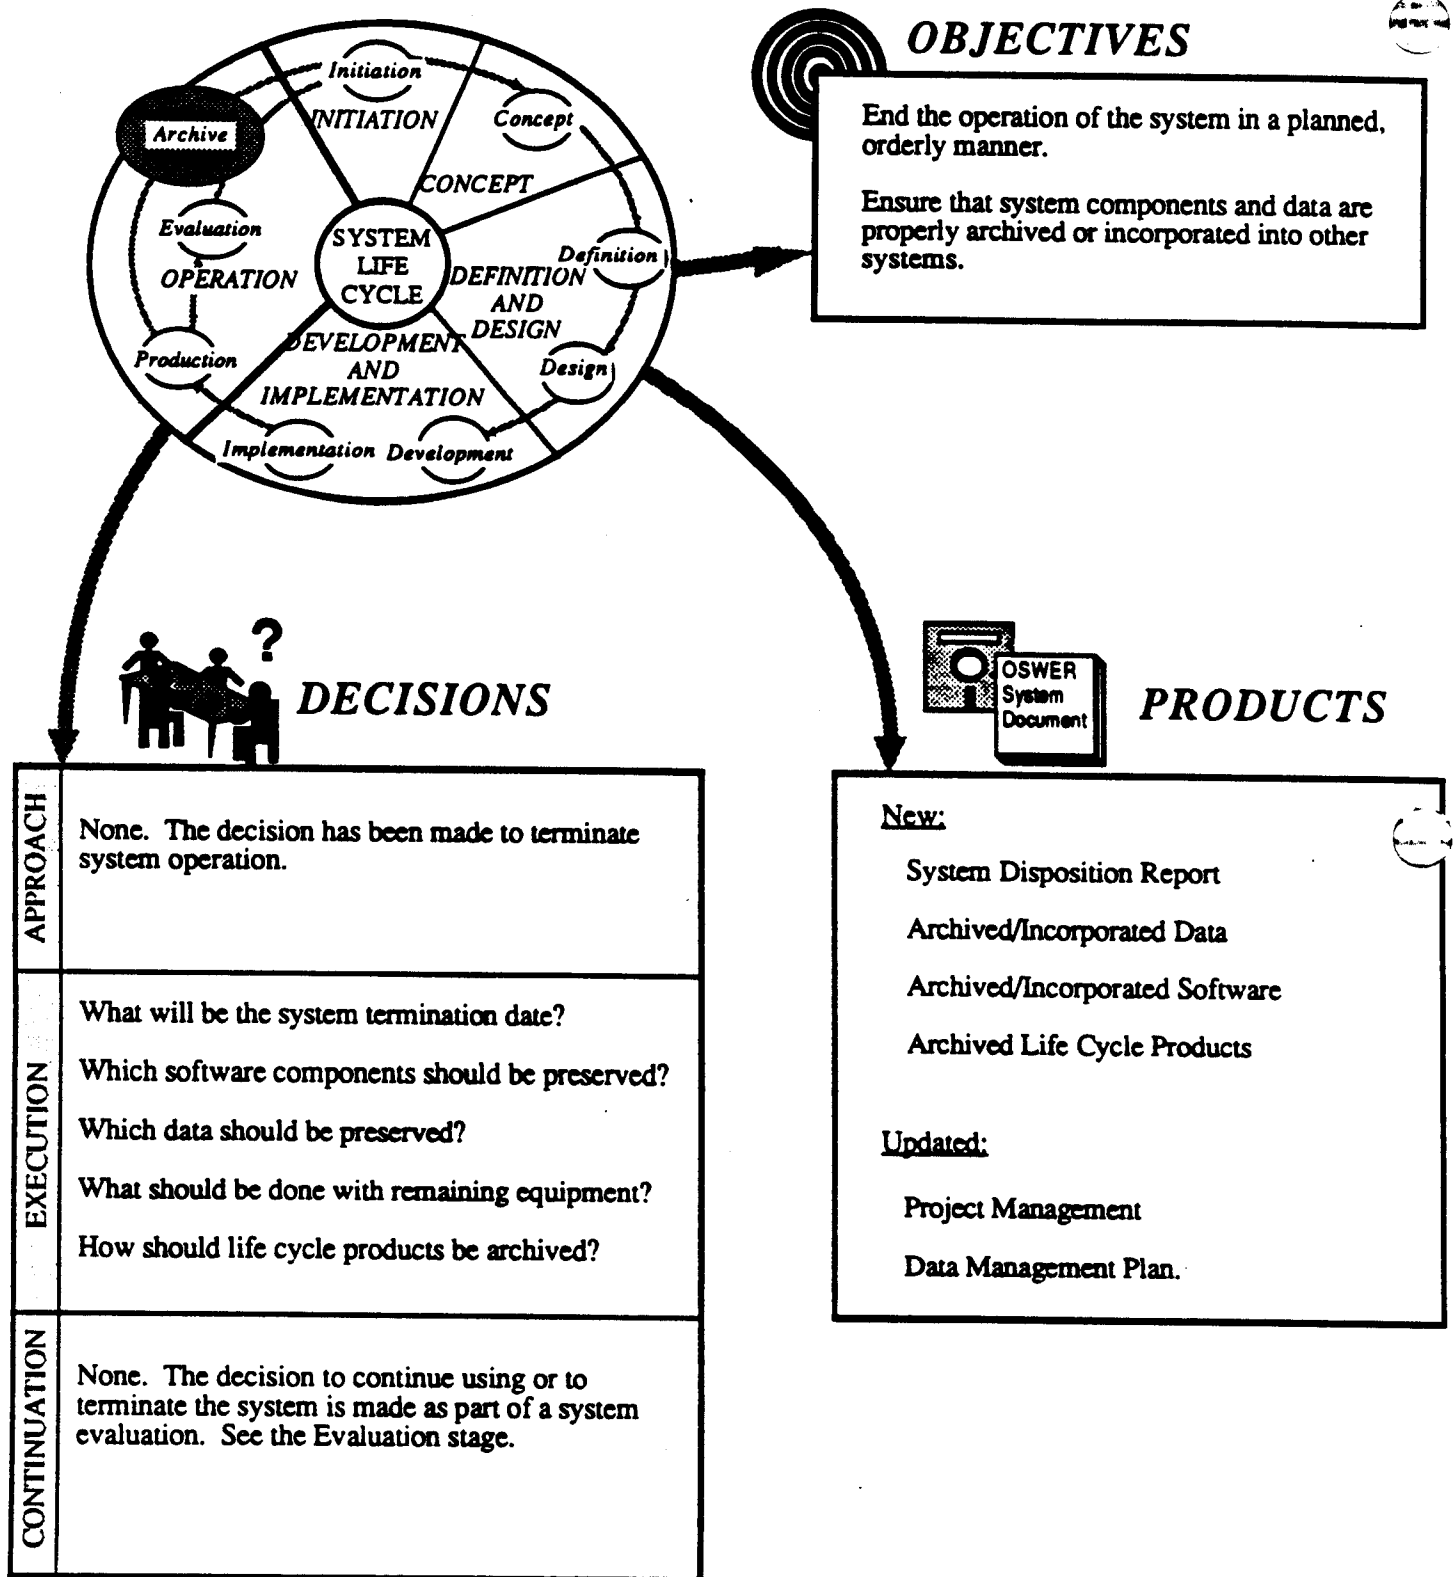 Initiation
INITIATION
Concept
CONCEPT
Archive
Evaluation
OPERATION
Production
SYSTEM
LIFE
CYCLE
Definition
DEFINITION
AND
DESIGN
Design
DEVELOPMENT
AND
IMPLEMENTATION
Implementation
Development
OBJECTIVES
End the operation of the system in a planned,
orderly manner.
Ensure that system components and data are
properly archived or incorporated into other
systems.
?
DECISIONS
APPROACH
None. The decision has been made to terminate
system operation.
EXECUTION
What will be the system termination date?
Which software components should be preserved?
Which data should be preserved?
What should be done with remaining equipment?
How should life cycle products be archived?
CONTINUATION
None. The decision to continue using or to
terminate the system is made as part of a system
evaluation. See the Evaluation stage.
OSWER
System
Document
PRODUCTS
New:
System Disposition Report
Archived/Incorporated Data
Archived/Incorporated Software
Archived Life Cycle Products
Updated:
Project Management
Data Management Plan.